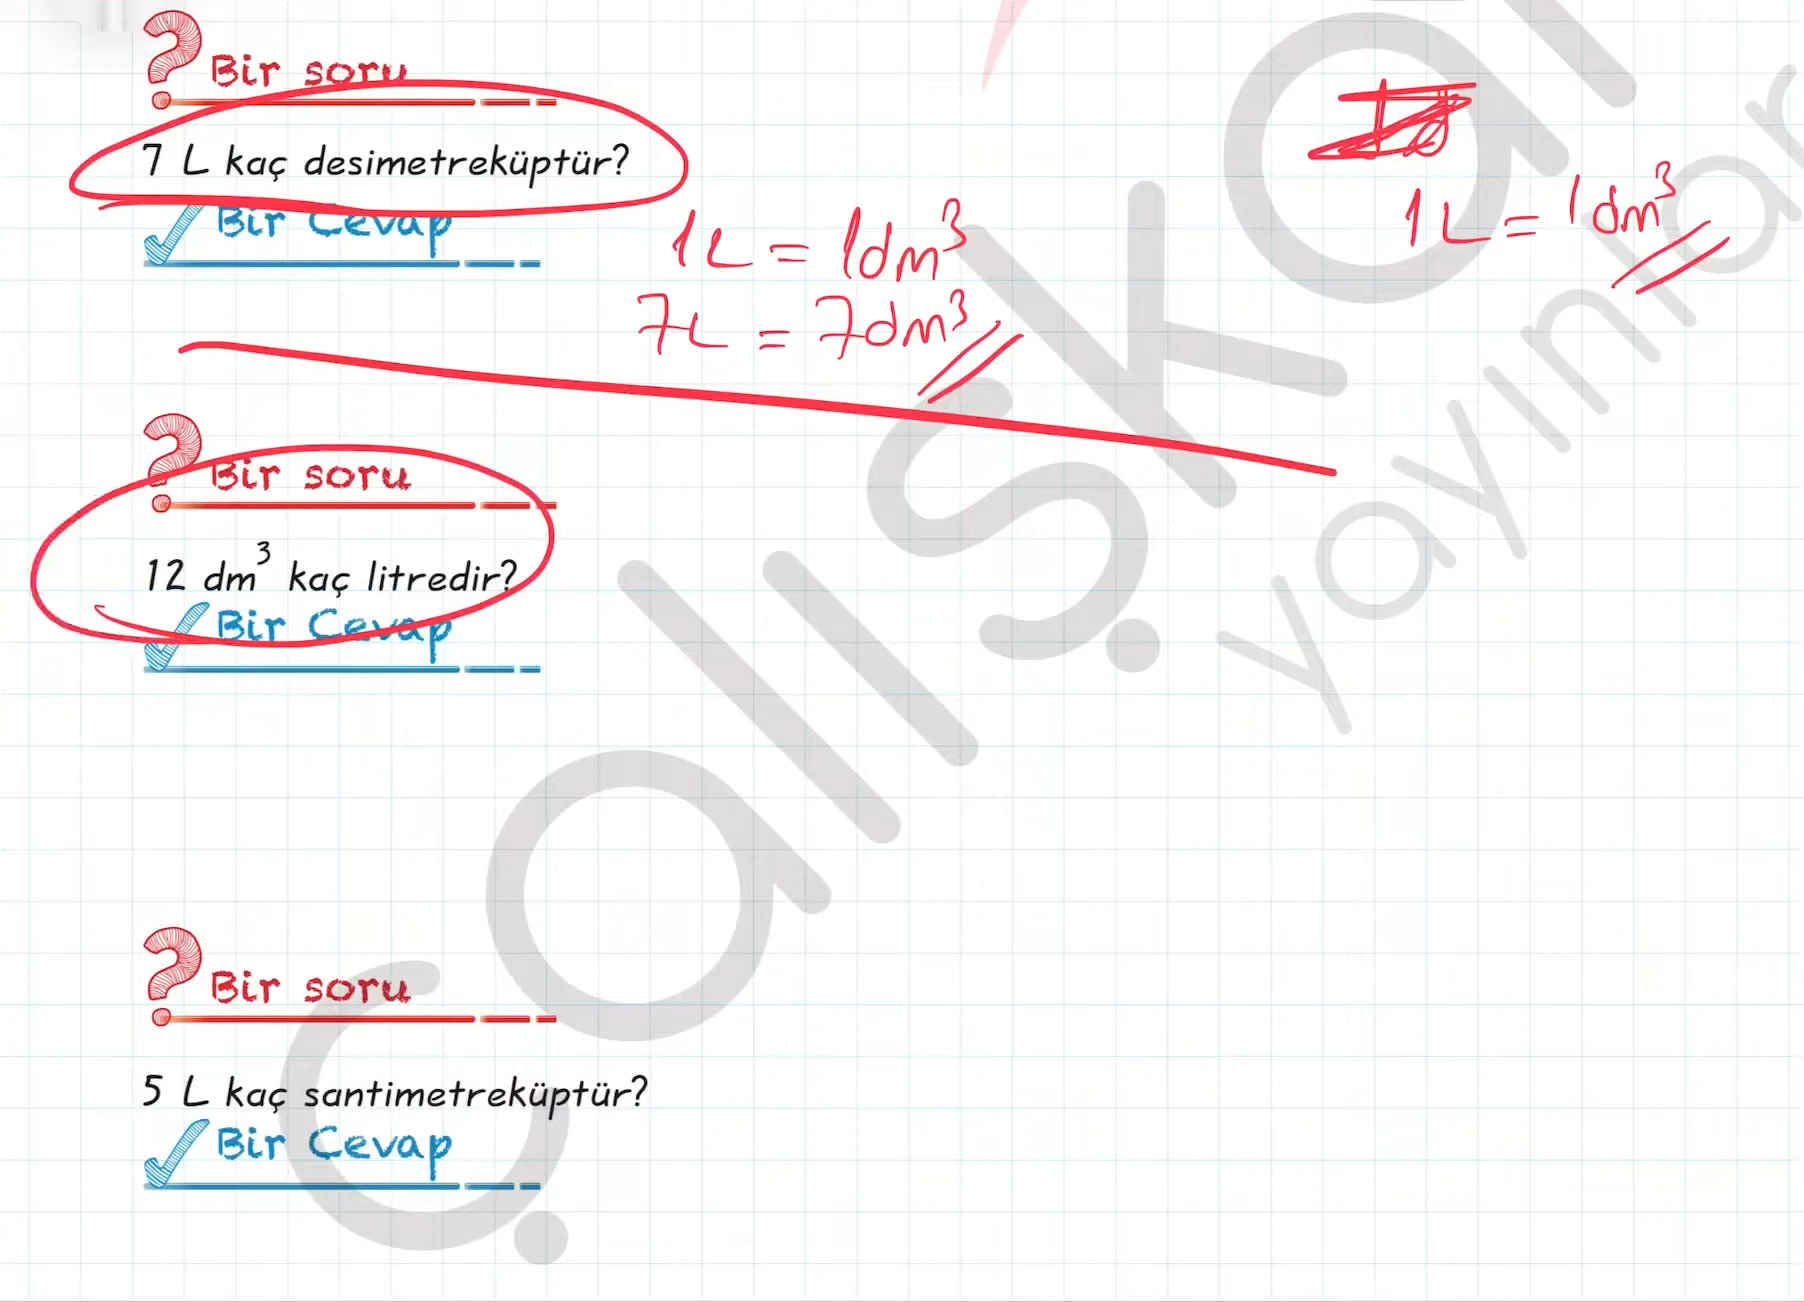 Bir soru
7 L kaç desimetreküptür?
Bir Cevap
1L = 1dm³
7L = 7dm³
1L = 1dm³
Bir soru
12 dm³ kaç litredir?
Bir Cevap
Bir soru
5 L kaç santimetreküptür?
Bir Cevap
çalışkan
yayınlar